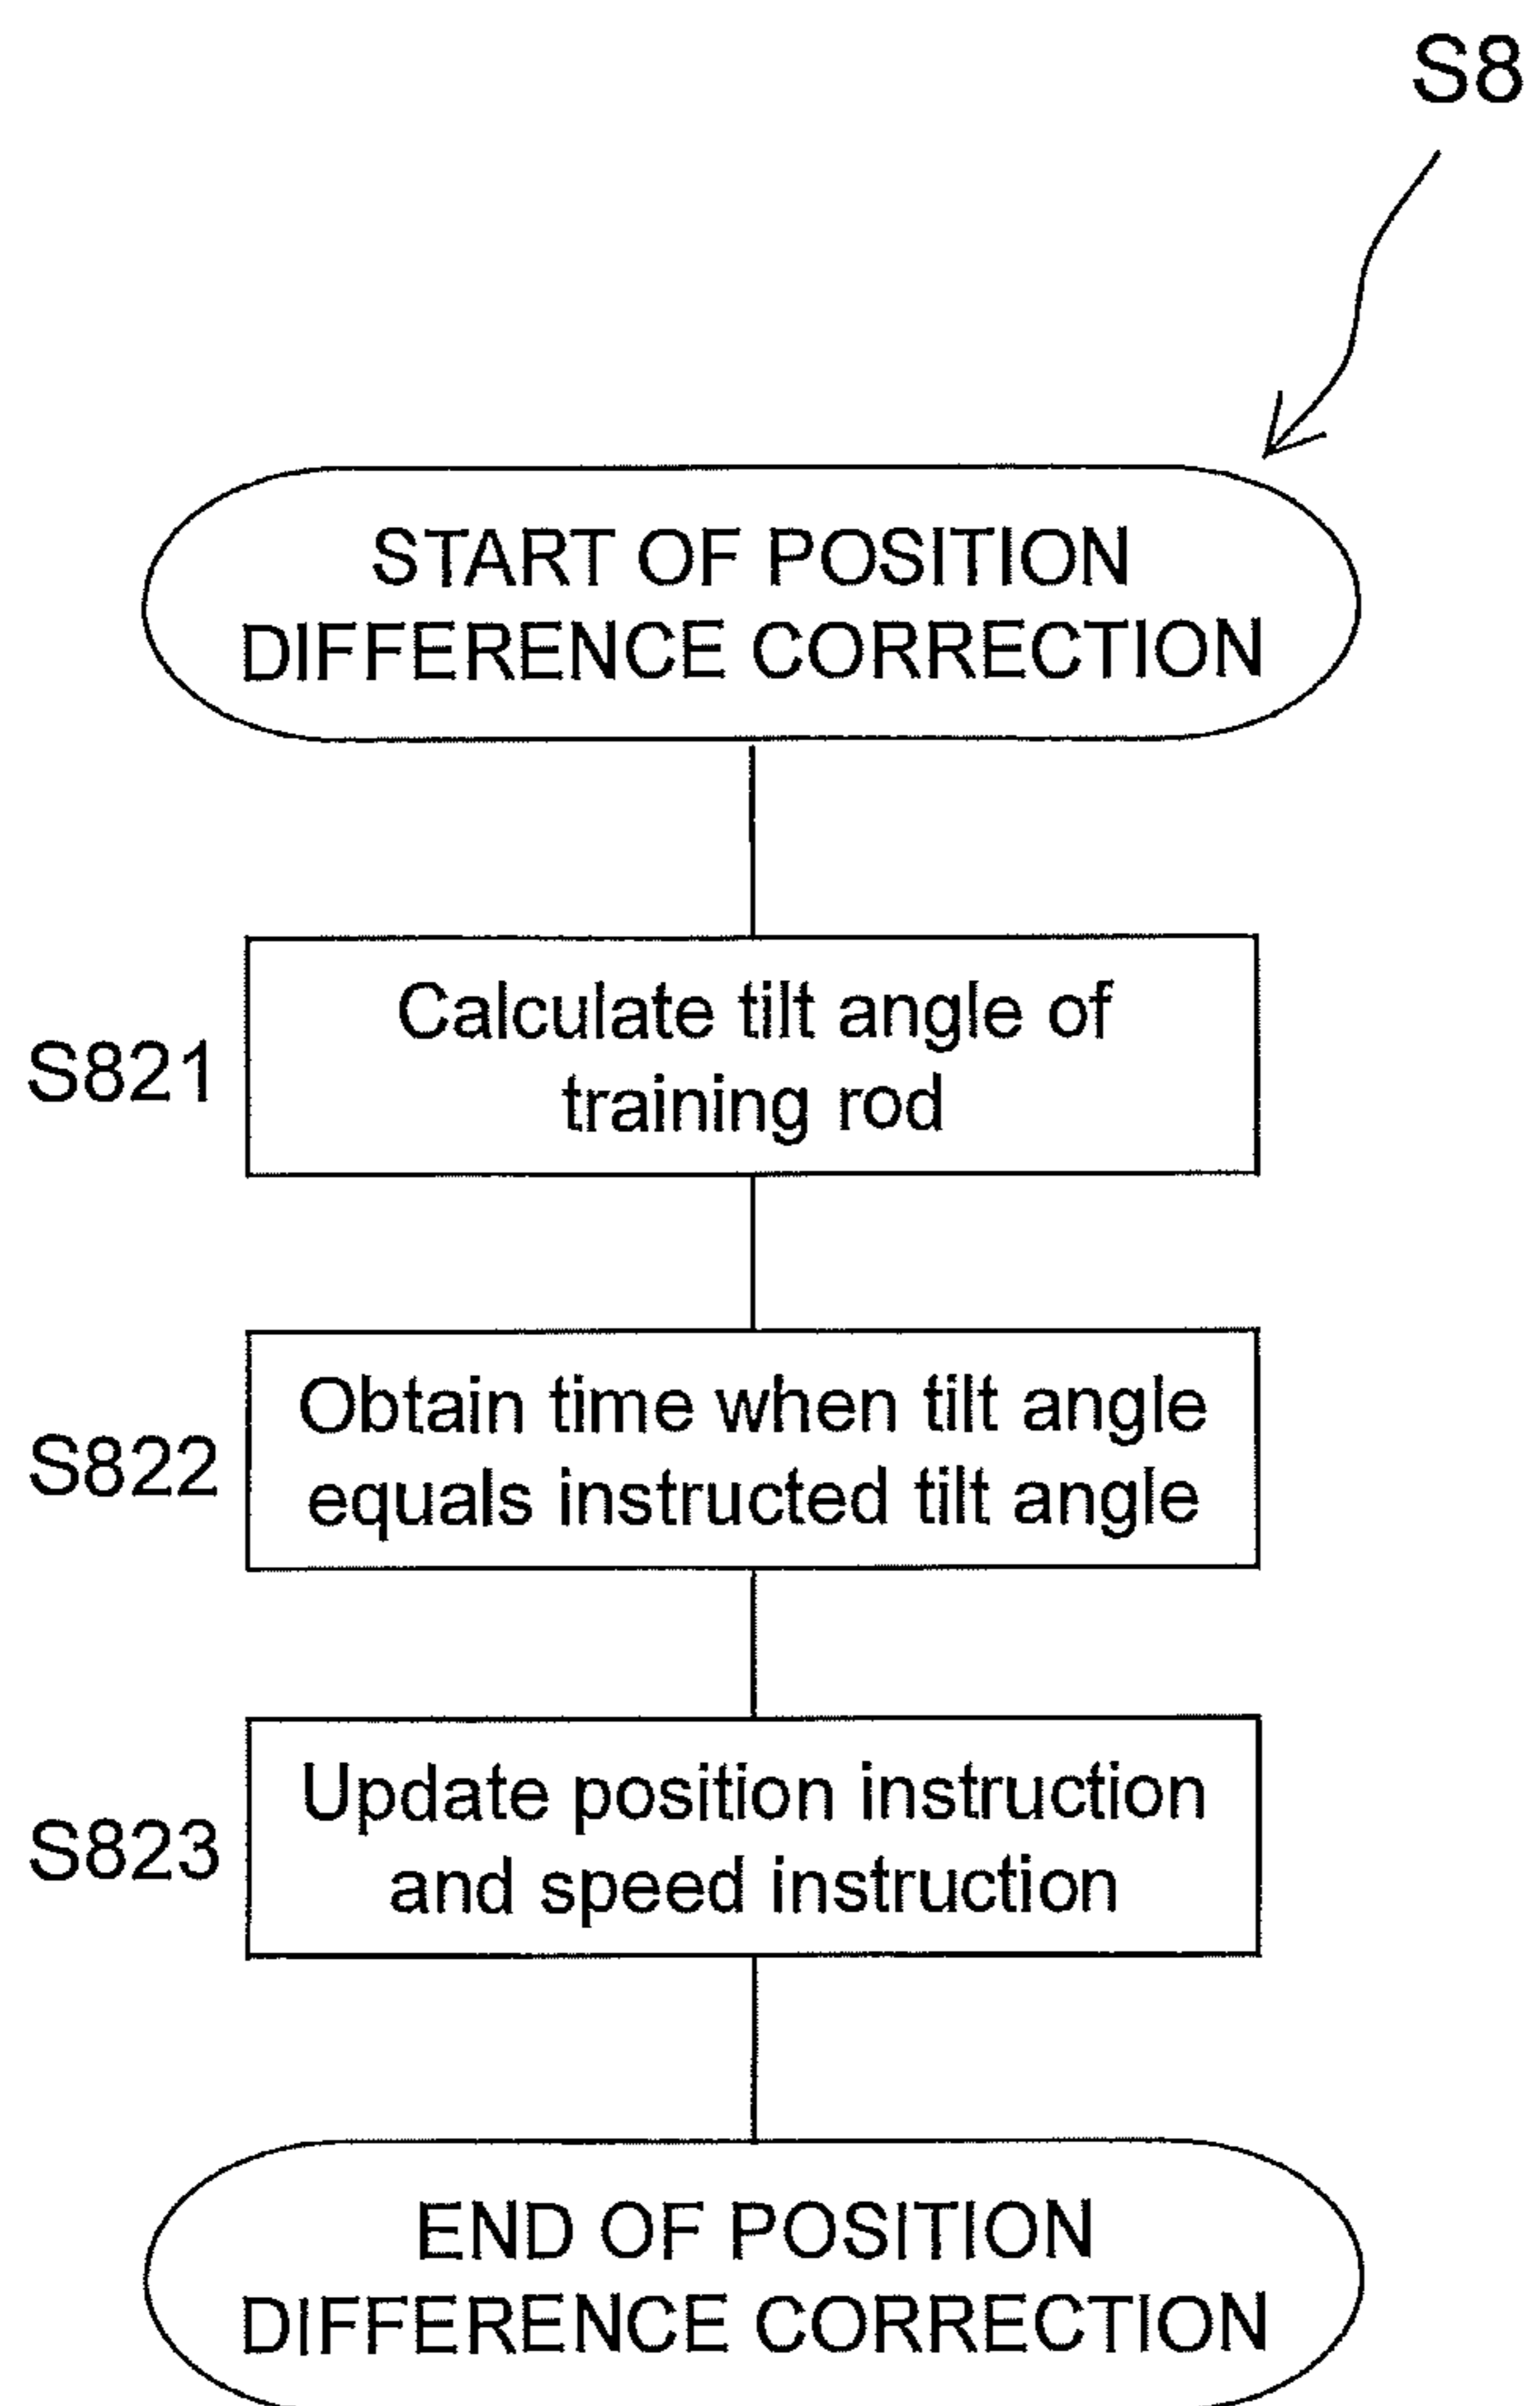 S8
START OF POSITION
DIFFERENCE CORRECTION
S821
Calculate tilt angle of
training rod
S822
Obtain time when tilt angle
equals instructed tilt angle
S823
Update position instruction
and speed instruction
END OF POSITION
DIFFERENCE CORRECTION